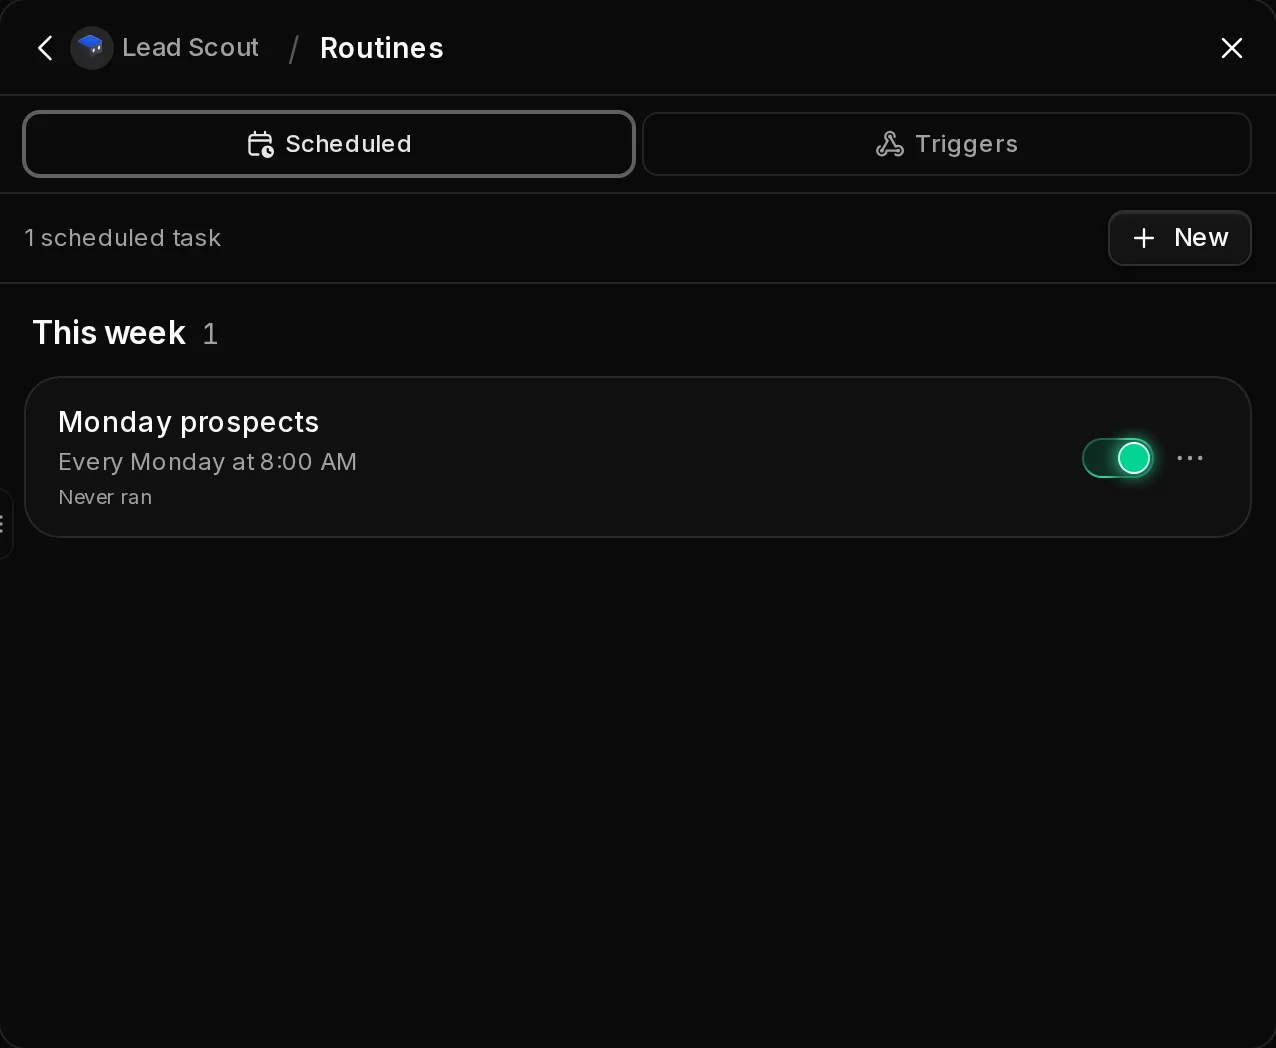 Lead Scout / Routines
Scheduled
Triggers
1 scheduled task
New
This week 1
Monday prospects
Every Monday at 8:00 AM
Never ran